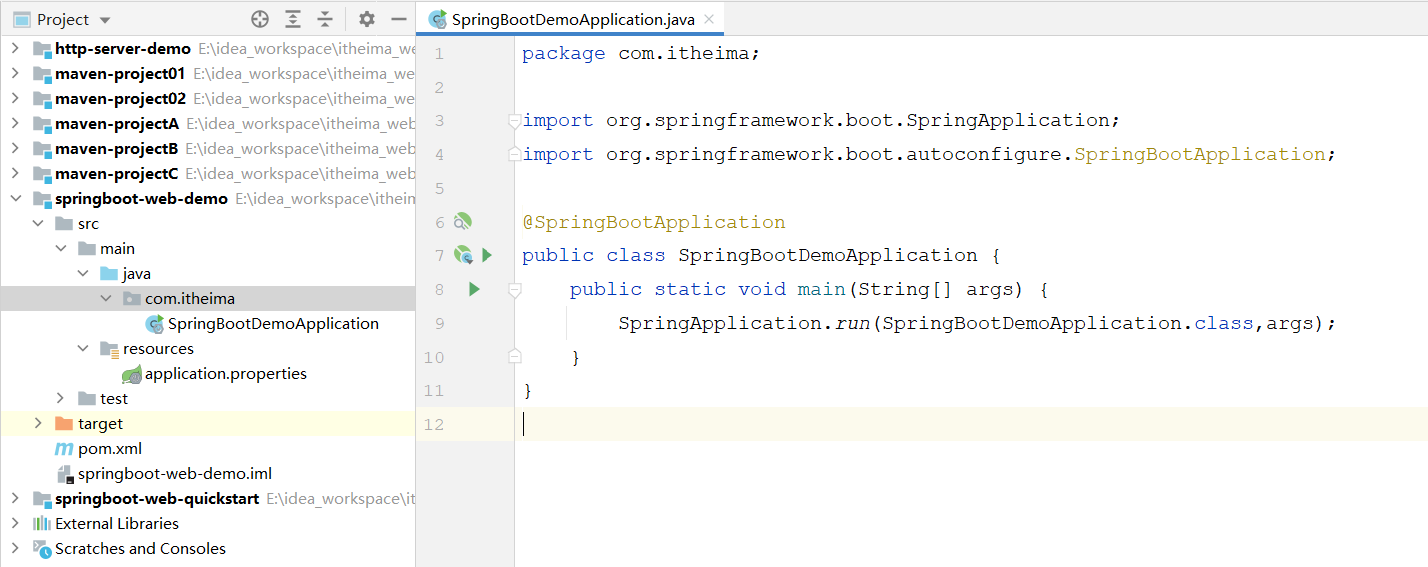 Project
http-server-demo E:\idea_workspace\itheima_we
maven-project01 E:\idea_workspace\itheima_we
maven-project02 E:\idea_workspace\itheima_we
maven-projectA E:\idea_workspace\itheima_web
maven-projectB E:\idea_workspace\itheima_web
maven-projectC E:\idea_workspace\itheima_web
springboot-web-demo E:\idea_workspace\itheim
src
main
java
com.itheima
SpringBootDemoApplication
resources
application.properties
test
target
pom.xml
springboot-web-demo.iml
springboot-web-quickstart E:\idea_workspace\it
External Libraries
Scratches and Consoles
SpringBootDemoApplication.java
1 package com.itheima;
2
3 import org.springframework.boot.SpringApplication;
4 import org.springframework.boot.autoconfigure.SpringBootApplication;
5
6 @SpringBootApplication
7 public class SpringBootDemoApplication {
8 public static void main(String[] args) {
9 SpringApplication.run(SpringBootDemoApplication.class,args);
10 }
11 }
12